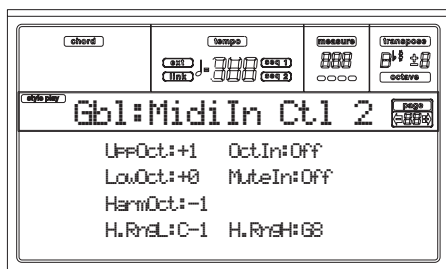 chord tempo measure transpose
ext seq 1
link seq 2
octave
style play page
Gbl:MidiIn Ctl 2
UppOct:+1 OctIn:Off
LowOct:+0 MuteIn:Off
HarmOct:-1
H.RngL:C-1 H.RngH:G8